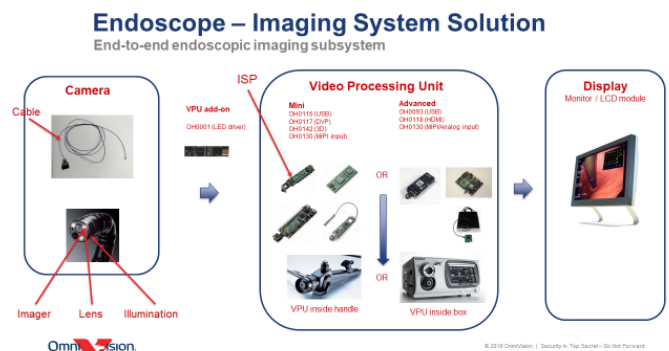 Endoscope – Imaging System Solution
End-to-end endoscopic imaging subsystem
Camera
Cable
Imager
Lens
Illumination
VPU add-on
OH0001 (LED driver)
ISP
Video Processing Unit
Mini
OH0116 (USB)
OH0117 (DVP)
OH0142 (3D)
OH0130 (MIPI input)
Advanced
OH0093 (USB)
OH0118 (HDMI)
OH0130 (MIPI/Analog input)
OR
OR
VPU inside handle
VPU inside box
Display
Monitor / LCD module
OmniVision.
© 2018 OmniVision | Security A: Top Secret – Do Not Forward